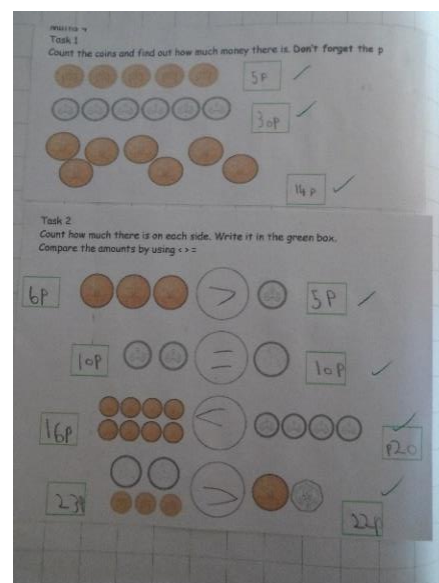 Task 1
Count the coins and find out how much money there is. Don't forget the p
5p
30p
14p
Task 2
Count how much there is on each side. Write it in the green box.
Compare the amounts by using < > =
6p > 5p
10p = 10p
16p < p20
23p > 22p